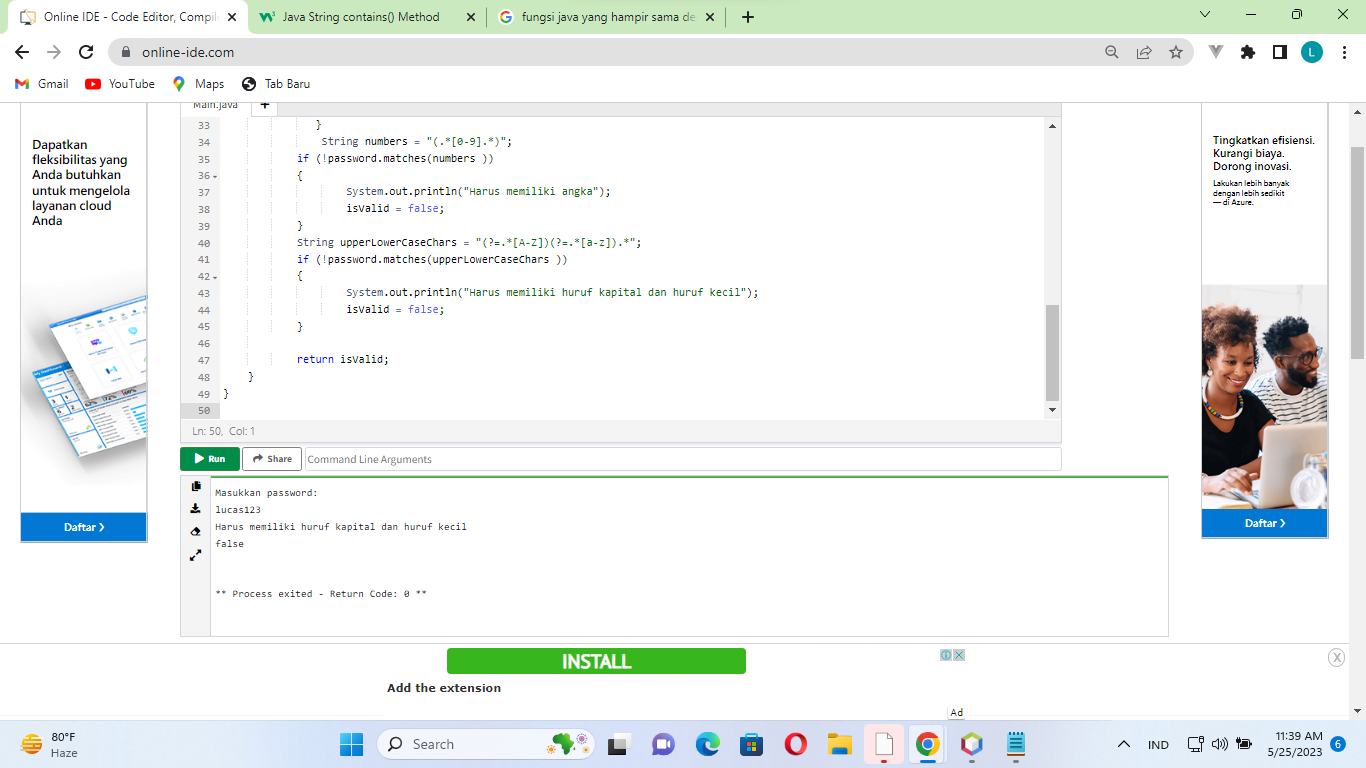 Online IDE - Code Editor, Compil
Java String contains() Method
fungsi java yang hampir sama de
online-ide.com
L
Gmail
YouTube
Maps
Tab Baru
Main.java
+
Dapatkan
fleksibilitas yang
Anda butuhkan
untuk mengelola
layanan cloud
Anda
Daftar
33 }
34 String numbers = "(.*[0-9].*)";
35 if (!password.matches(numbers ))
36 {
37 System.out.println("Harus memiliki angka");
38 isValid = false;
39 }
40 String upperLowerCaseChars = "(?=.*[A-Z])(?=.*[a-z]).*";
41 if (!password.matches(upperLowerCaseChars ))
42 {
43 System.out.println("Harus memiliki huruf kapital dan huruf kecil");
44 isValid = false;
45 }
46
47 return isValid;
48 }
49 }
50
Ln: 50, Col: 1
Run
Share
Command Line Arguments
Masukkan password:
lucas123
Harus memiliki huruf kapital dan huruf kecil
false
** Process exited - Return Code: 0 **
Tingkatkan efisiensi.
Kurangi biaya.
Dorong inovasi.
Lakukan lebih banyak
dengan lebih sedikit
— di Azure.
Daftar
INSTALL
Add the extension
Ad
80°F
Haze
Search
IND
11:39 AM
5/25/2023
6